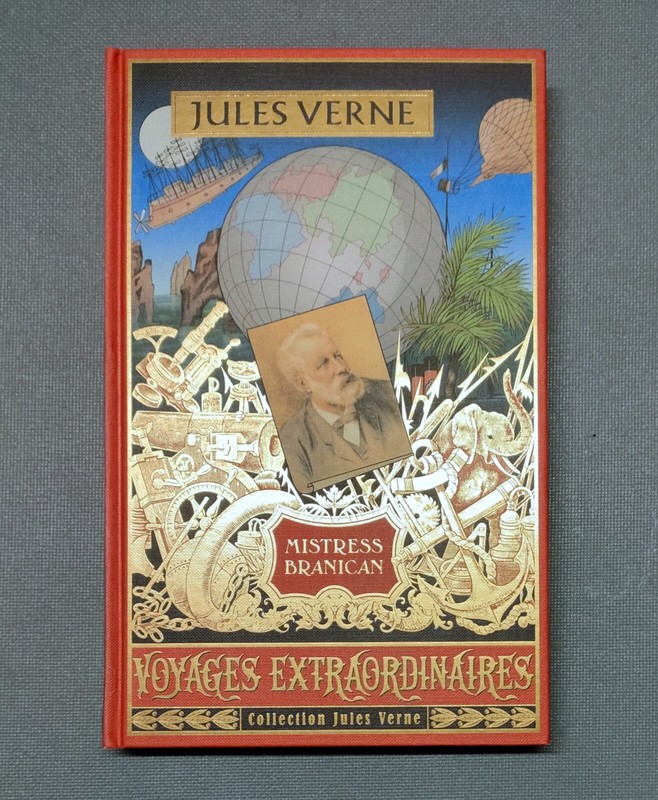 JULES VERNE
MISTRESS
BRANICAN
VOYAGES EXTRAORDINAIRES
Collection Jules Verne